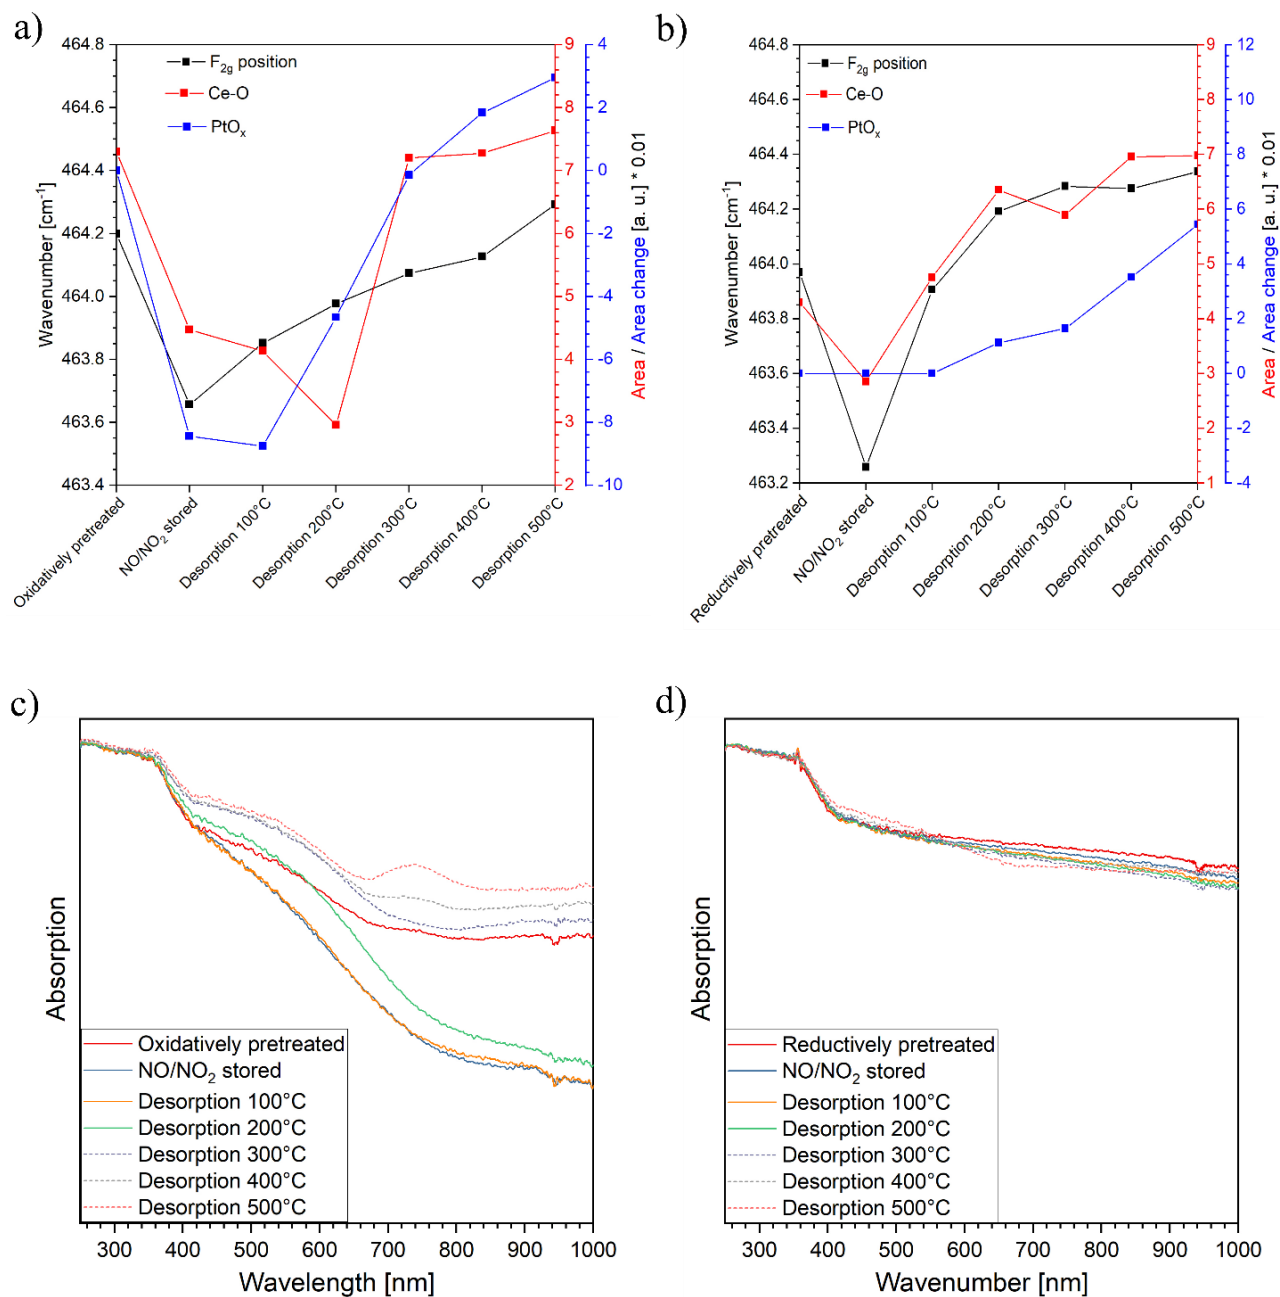 a)
464.8
464.6
464.4
464.2
464.0
463.8
463.6
463.4
Wavenumber [cm⁻¹]
F₂g position
Ce-O
PtOₓ
9
8
7
6
5
4
3
2
4
2
0
-2
-4
-6
-8
-10
Area / Area change [a. u.] * 0.01
Oxidatively pretreated
NO/NO₂ stored
Desorption 100°C
Desorption 200°C
Desorption 300°C
Desorption 400°C
Desorption 500°C
b)
464.8
464.6
464.4
464.2
464.0
463.8
463.6
463.4
463.2
Wavenumber [cm⁻¹]
F₂g position
Ce-O
PtOₓ
9
8
7
6
5
4
3
2
1
12
10
8
6
4
2
0
-2
-4
Area / Area change [a. u.] * 0.01
Reductively pretreated
NO/NO₂ stored
Desorption 100°C
Desorption 200°C
Desorption 300°C
Desorption 400°C
Desorption 500°C
c)
Absorption
Oxidatively pretreated
NO/NO₂ stored
Desorption 100°C
Desorption 200°C
Desorption 300°C
Desorption 400°C
Desorption 500°C
300 400 500 600 700 800 900 1000
Wavelength [nm]
d)
Absorption
Reductively pretreated
NO/NO₂ stored
Desorption 100°C
Desorption 200°C
Desorption 300°C
Desorption 400°C
Desorption 500°C
300 400 500 600 700 800 900 1000
Wavenumber [nm]